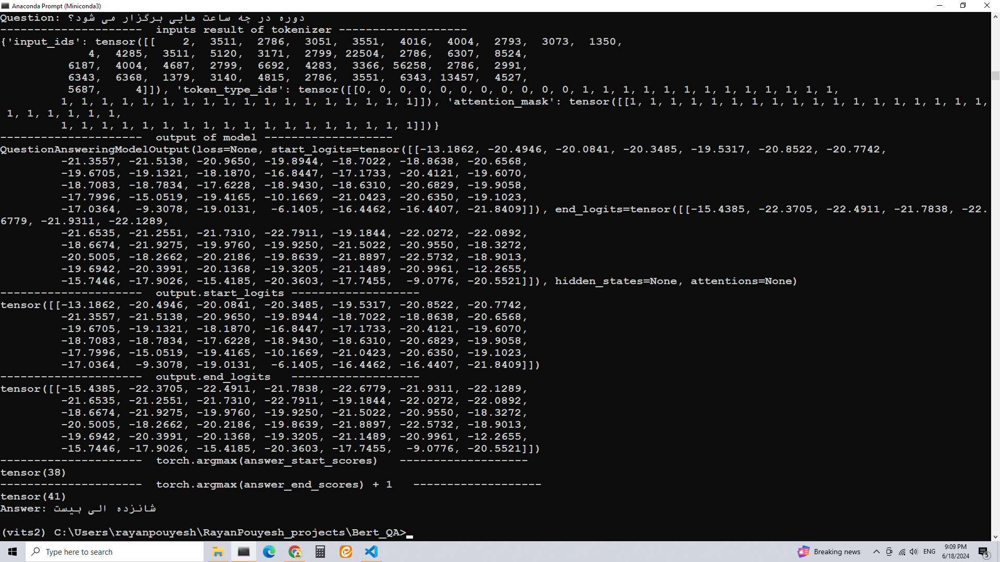 Anaconda Prompt (Miniconda3)
Question: دوره در چه ساعت هایی برگزار می شود؟
---------------------  inputs result of tokenizer -------------------
{'input_ids': tensor([[    2,  3511,  2786,  3051,  3551,  4016,  4004,  2793,  3073,  1350,
             4,  4285,  3511,  5120,  3171,  2799, 22504,  2786,  6307,  8524,
          6187,  4004,  4687,  2799,  6692,  4283,  3366, 56258,  2786,  2991,
          6343,  6368,  1379,  3140,  4815,  2786,  3551,  6343, 13457,  4527,
          5687,     4]]), 'token_type_ids': tensor([[0, 0, 0, 0, 0, 0, 0, 0, 0, 0, 0, 1, 1, 1, 1, 1, 1, 1, 1, 1, 1, 1, 1, 1,
         1, 1, 1, 1, 1, 1, 1, 1, 1, 1, 1, 1, 1, 1, 1, 1, 1, 1]]), 'attention_mask': tensor([[1, 1, 1, 1, 1, 1, 1, 1, 1, 1, 1, 1, 1, 1, 1, 1, 1, 1,
 1, 1, 1, 1, 1, 1,
         1, 1, 1, 1, 1, 1, 1, 1, 1, 1, 1, 1, 1, 1, 1, 1, 1, 1]])}
---------------------  output of model -------------------
QuestionAnsweringModelOutput(loss=None, start_logits=tensor([[-13.1862, -20.4946, -20.0841, -20.3485, -19.5317, -20.8522, -20.7742,
         -21.3557, -21.5138, -20.9650, -19.8944, -18.7022, -18.8638, -20.6568,
         -19.6705, -19.1321, -18.1870, -16.8447, -17.1733, -20.4121, -19.6070,
         -18.7083, -18.7834, -17.6228, -18.9430, -18.6310, -20.6829, -19.9058,
         -17.7996, -15.0519, -19.4165, -10.1669, -21.0423, -20.6350, -19.1023,
         -17.0364,  -9.3078, -19.0131,  -6.1405, -16.4462, -16.4407, -21.8409]]), end_logits=tensor([[-15.4385, -22.3705, -22.4911, -21.7838, -22.
6779, -21.9311, -22.1289,
         -21.6535, -21.2551, -21.7310, -22.7911, -19.1844, -22.0272, -22.0892,
         -18.6674, -21.9275, -19.9760, -19.9250, -21.5022, -20.9550, -18.3272,
         -20.5005, -18.2662, -20.2186, -19.8639, -21.8897, -22.5732, -18.9013,
         -19.6942, -20.3991, -20.1368, -19.3205, -21.1489, -20.9961, -12.2655,
         -15.7446, -17.9026, -15.4185, -20.3603, -17.7455,  -9.0776, -20.5521]]), hidden_states=None, attentions=None)
---------------------  output.start_logits -------------------
tensor([[-13.1862, -20.4946, -20.0841, -20.3485, -19.5317, -20.8522, -20.7742,
         -21.3557, -21.5138, -20.9650, -19.8944, -18.7022, -18.8638, -20.6568,
         -19.6705, -19.1321, -18.1870, -16.8447, -17.1733, -20.4121, -19.6070,
         -18.7083, -18.7834, -17.6228, -18.9430, -18.6310, -20.6829, -19.9058,
         -17.7996, -15.0519, -19.4165, -10.1669, -21.0423, -20.6350, -19.1023,
         -17.0364,  -9.3078, -19.0131,  -6.1405, -16.4462, -16.4407, -21.8409]])
---------------------  output.end_logits   -------------------
tensor([[-15.4385, -22.3705, -22.4911, -21.7838, -22.6779, -21.9311, -22.1289,
         -21.6535, -21.2551, -21.7310, -22.7911, -19.1844, -22.0272, -22.0892,
         -18.6674, -21.9275, -19.9760, -19.9250, -21.5022, -20.9550, -18.3272,
         -20.5005, -18.2662, -20.2186, -19.8639, -21.8897, -22.5732, -18.9013,
         -19.6942, -20.3991, -20.1368, -19.3205, -21.1489, -20.9961, -12.2655,
         -15.7446, -17.9026, -15.4185, -20.3603, -17.7455,  -9.0776, -20.5521]])
---------------------  torch.argmax(answer_start_scores)   -------------------
tensor(38)
---------------------  torch.argmax(answer_end_scores) + 1   -------------------
tensor(41)
Answer: شانزده الی بیست
(vits2) C:\Users\rayanpouyesh\RayanPouyesh_projects\Bert_QA>
Type here to search
Breaking news
ENG
9:09 PM
6/18/2024
5